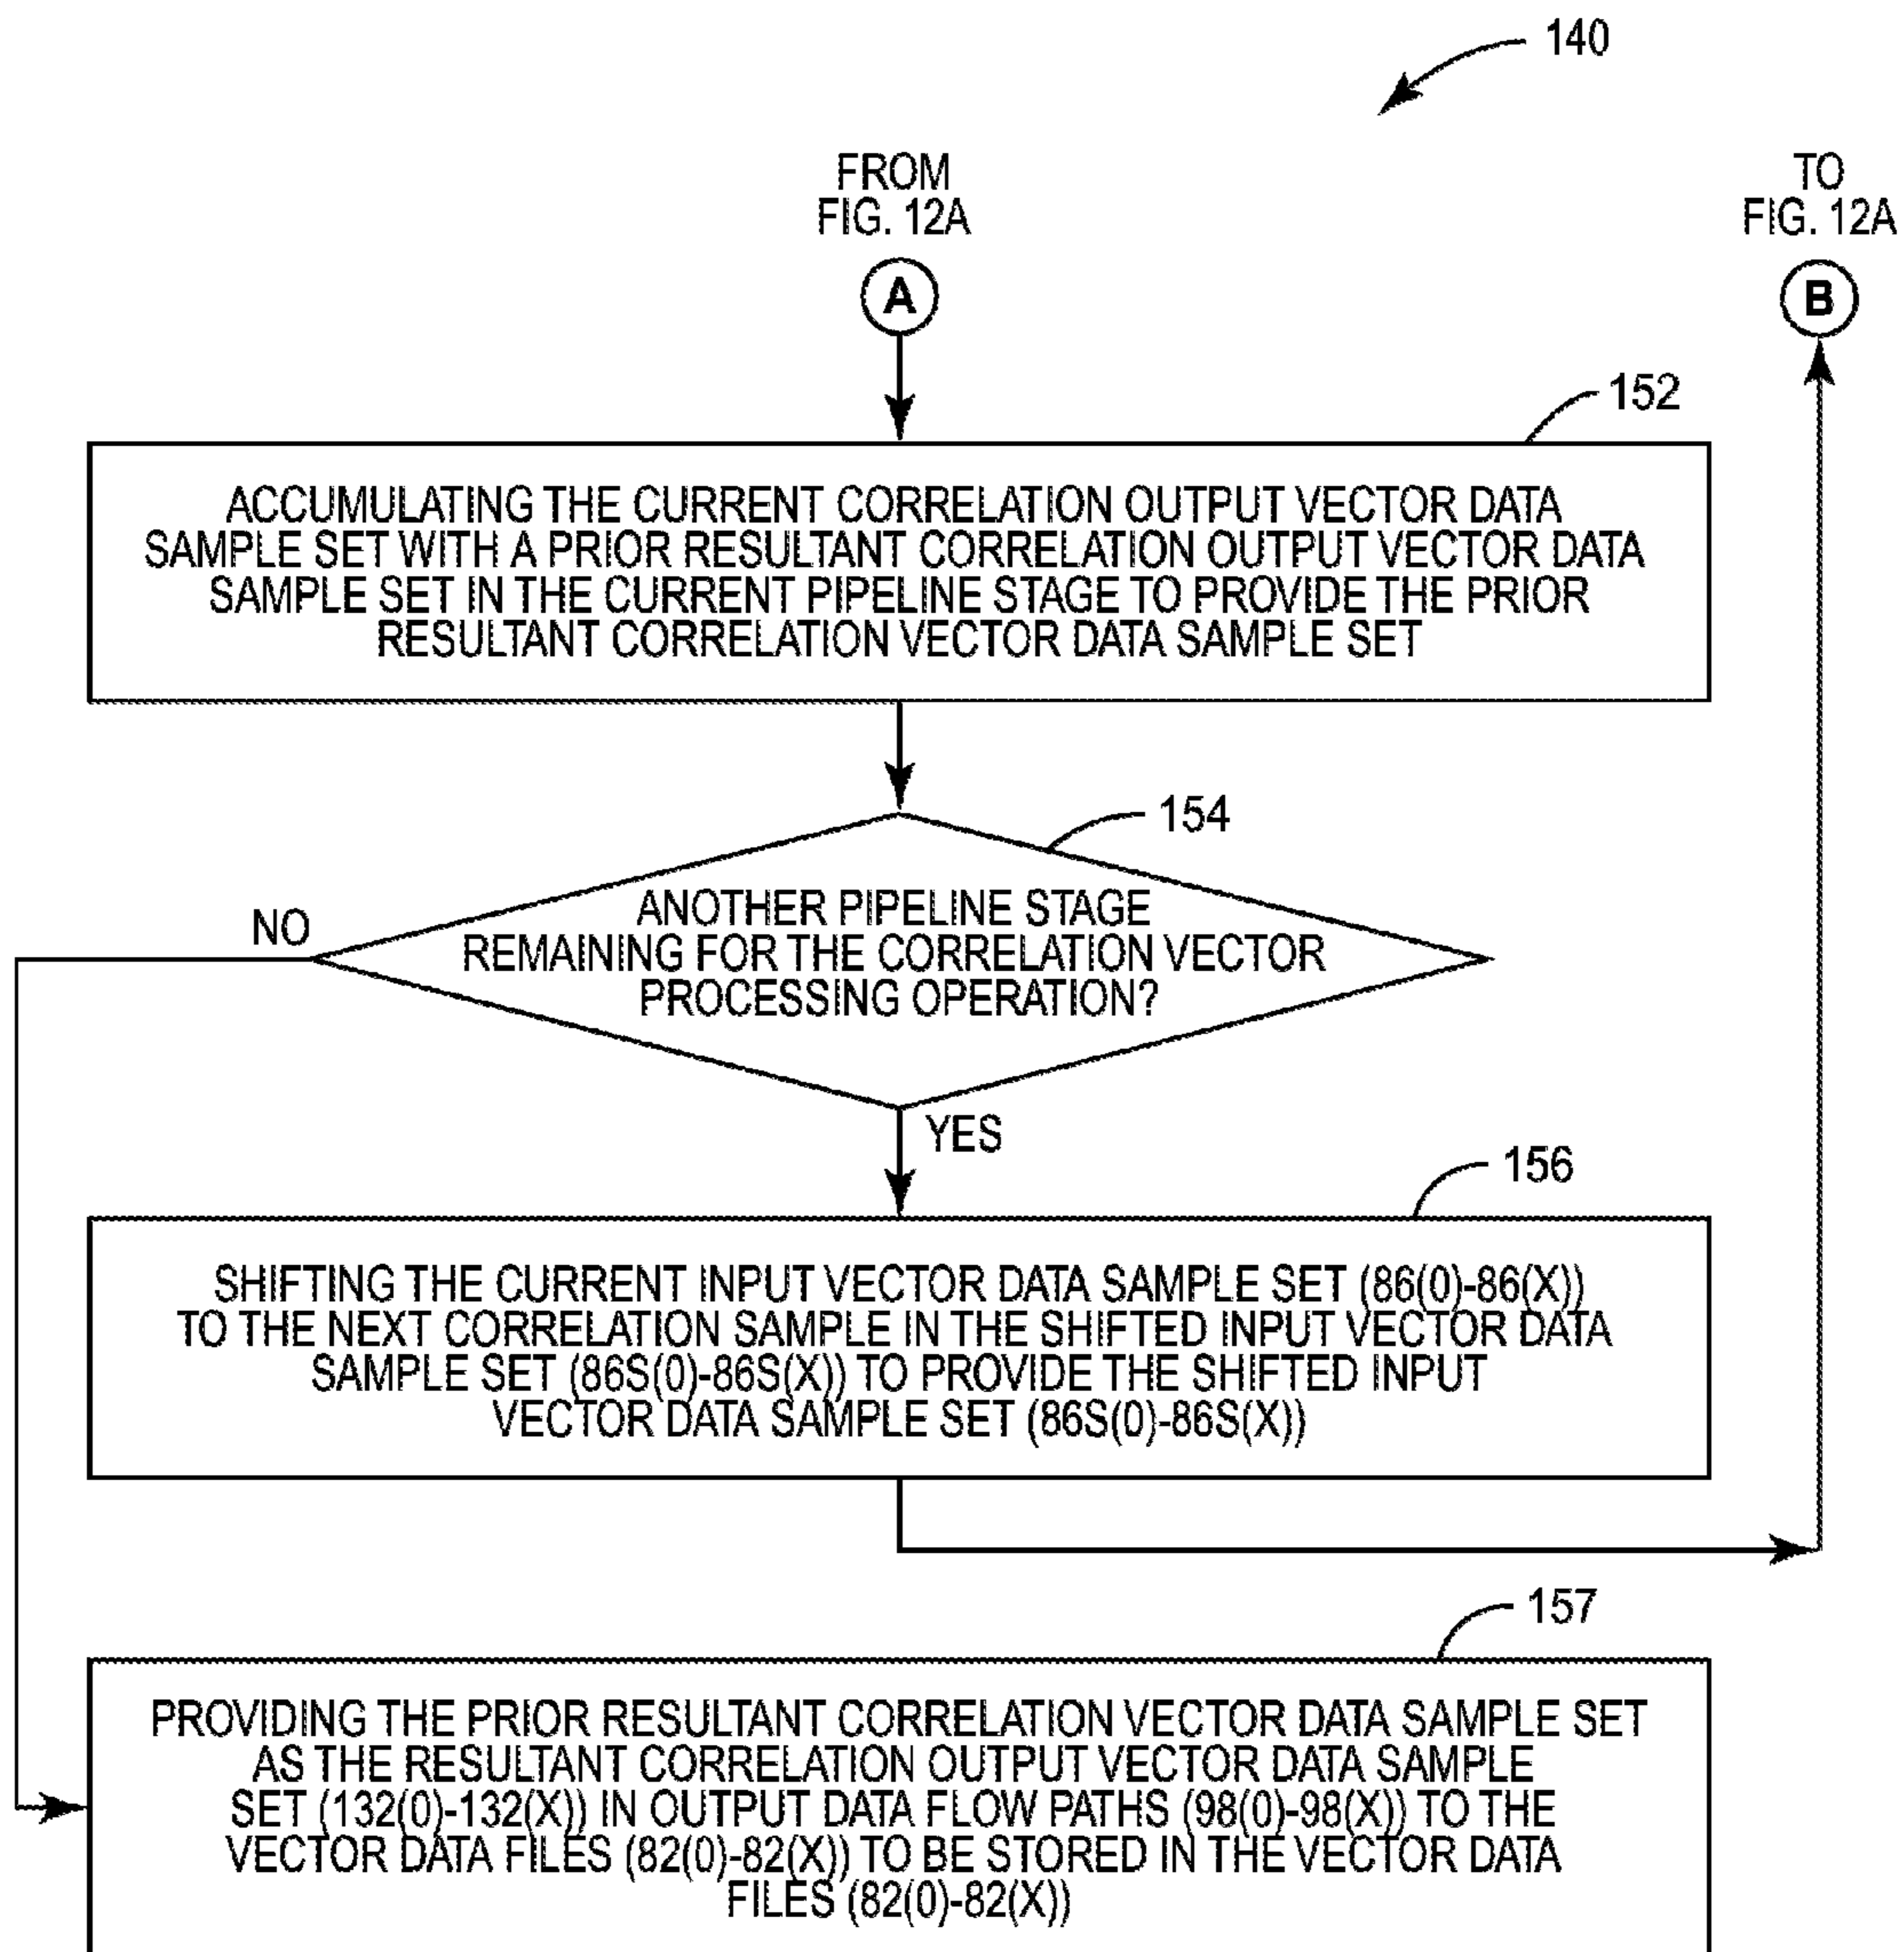 140
FROM
FIG. 12A
TO
FIG. 12A
A
B
152
ACCUMULATING THE CURRENT CORRELATION OUTPUT VECTOR DATA
SAMPLE SET WITH A PRIOR RESULTANT CORRELATION OUTPUT VECTOR DATA
SAMPLE SET IN THE CURRENT PIPELINE STAGE TO PROVIDE THE PRIOR
RESULTANT CORRELATION VECTOR DATA SAMPLE SET
154
ANOTHER PIPELINE STAGE
REMAINING FOR THE CORRELATION VECTOR
PROCESSING OPERATION?
NO
YES
156
SHIFTING THE CURRENT INPUT VECTOR DATA SAMPLE SET (86(0)-86(X))
TO THE NEXT CORRELATION SAMPLE IN THE SHIFTED INPUT VECTOR DATA
SAMPLE SET (86S(0)-86S(X)) TO PROVIDE THE SHIFTED INPUT
VECTOR DATA SAMPLE SET (86S(0)-86S(X))
157
PROVIDING THE PRIOR RESULTANT CORRELATION VECTOR DATA SAMPLE SET
AS THE RESULTANT CORRELATION OUTPUT VECTOR DATA SAMPLE
SET (132(0)-132(X)) IN OUTPUT DATA FLOW PATHS (98(0)-98(X)) TO THE
VECTOR DATA FILES (82(0)-82(X)) TO BE STORED IN THE VECTOR DATA
FILES (82(0)-82(X))